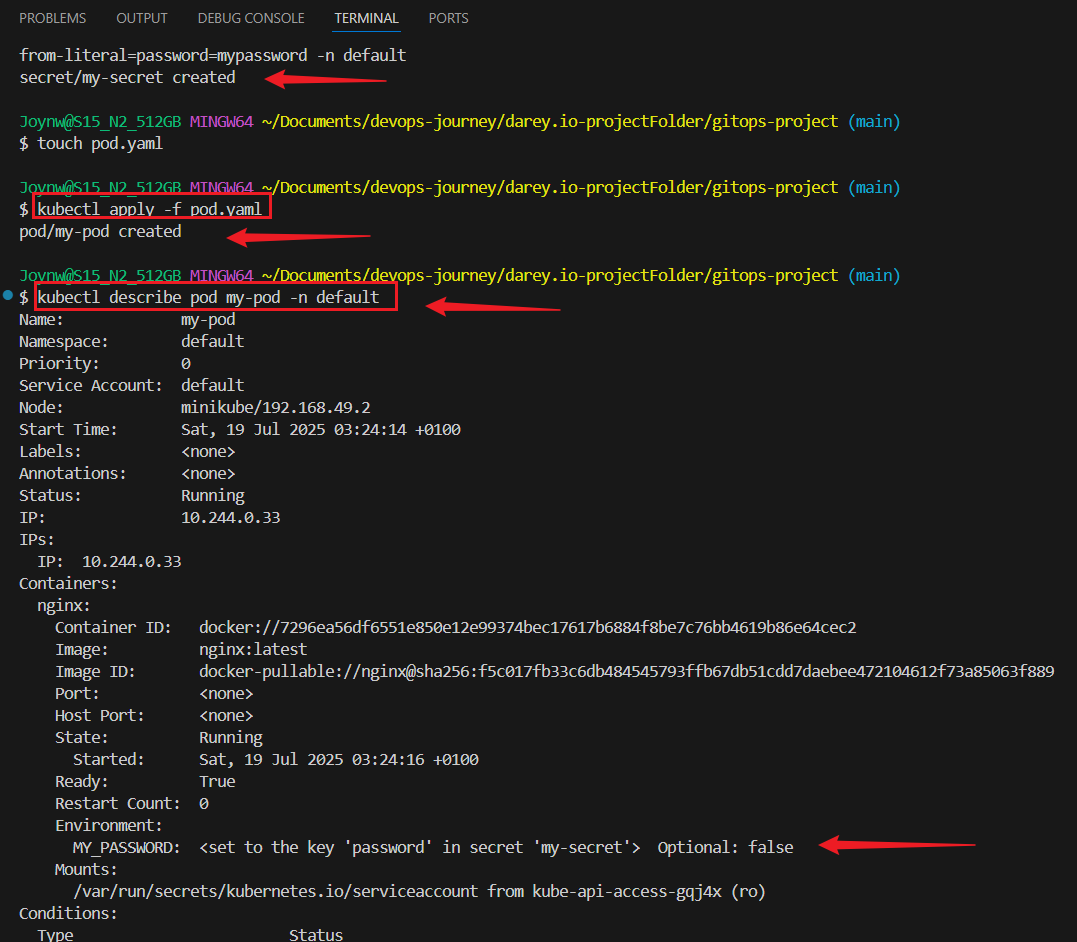 PROBLEMS OUTPUT DEBUG CONSOLE TERMINAL PORTS
from-literal=password=mypassword -n default
secret/my-secret created
Joynw@S15_N2_512GB MINGW64 ~/Documents/devops-journey/darey.io-projectFolder/gitops-project (main)
$ touch pod.yaml
Joynw@S15_N2_512GB MINGW64 ~/Documents/devops-journey/darey.io-projectFolder/gitops-project (main)
$ kubectl apply -f pod.yaml
pod/my-pod created
Joynw@S15_N2_512GB MINGW64 ~/Documents/devops-journey/darey.io-projectFolder/gitops-project (main)
$ kubectl describe pod my-pod -n default
Name: my-pod
Namespace: default
Priority: 0
Service Account: default
Node: minikube/192.168.49.2
Start Time: Sat, 19 Jul 2025 03:24:14 +0100
Labels: <none>
Annotations: <none>
Status: Running
IP: 10.244.0.33
IPs:
IP: 10.244.0.33
Containers:
nginx:
Container ID: docker://7296ea56df6551e850e12e99374bec17617b6884f8be7c76bb4619b86e64cec2
Image: nginx:latest
Image ID: docker-pullable://nginx@sha256:f5c017fb33c6db484545793ffb67db51cdd7daebee472104612f73a85063f889
Port: <none>
Host Port: <none>
State: Running
Started: Sat, 19 Jul 2025 03:24:16 +0100
Ready: True
Restart Count: 0
Environment:
MY_PASSWORD: <set to the key 'password' in secret 'my-secret'> Optional: false
Mounts:
/var/run/secrets/kubernetes.io/serviceaccount from kube-api-access-gqj4x (ro)
Conditions:
Type Status